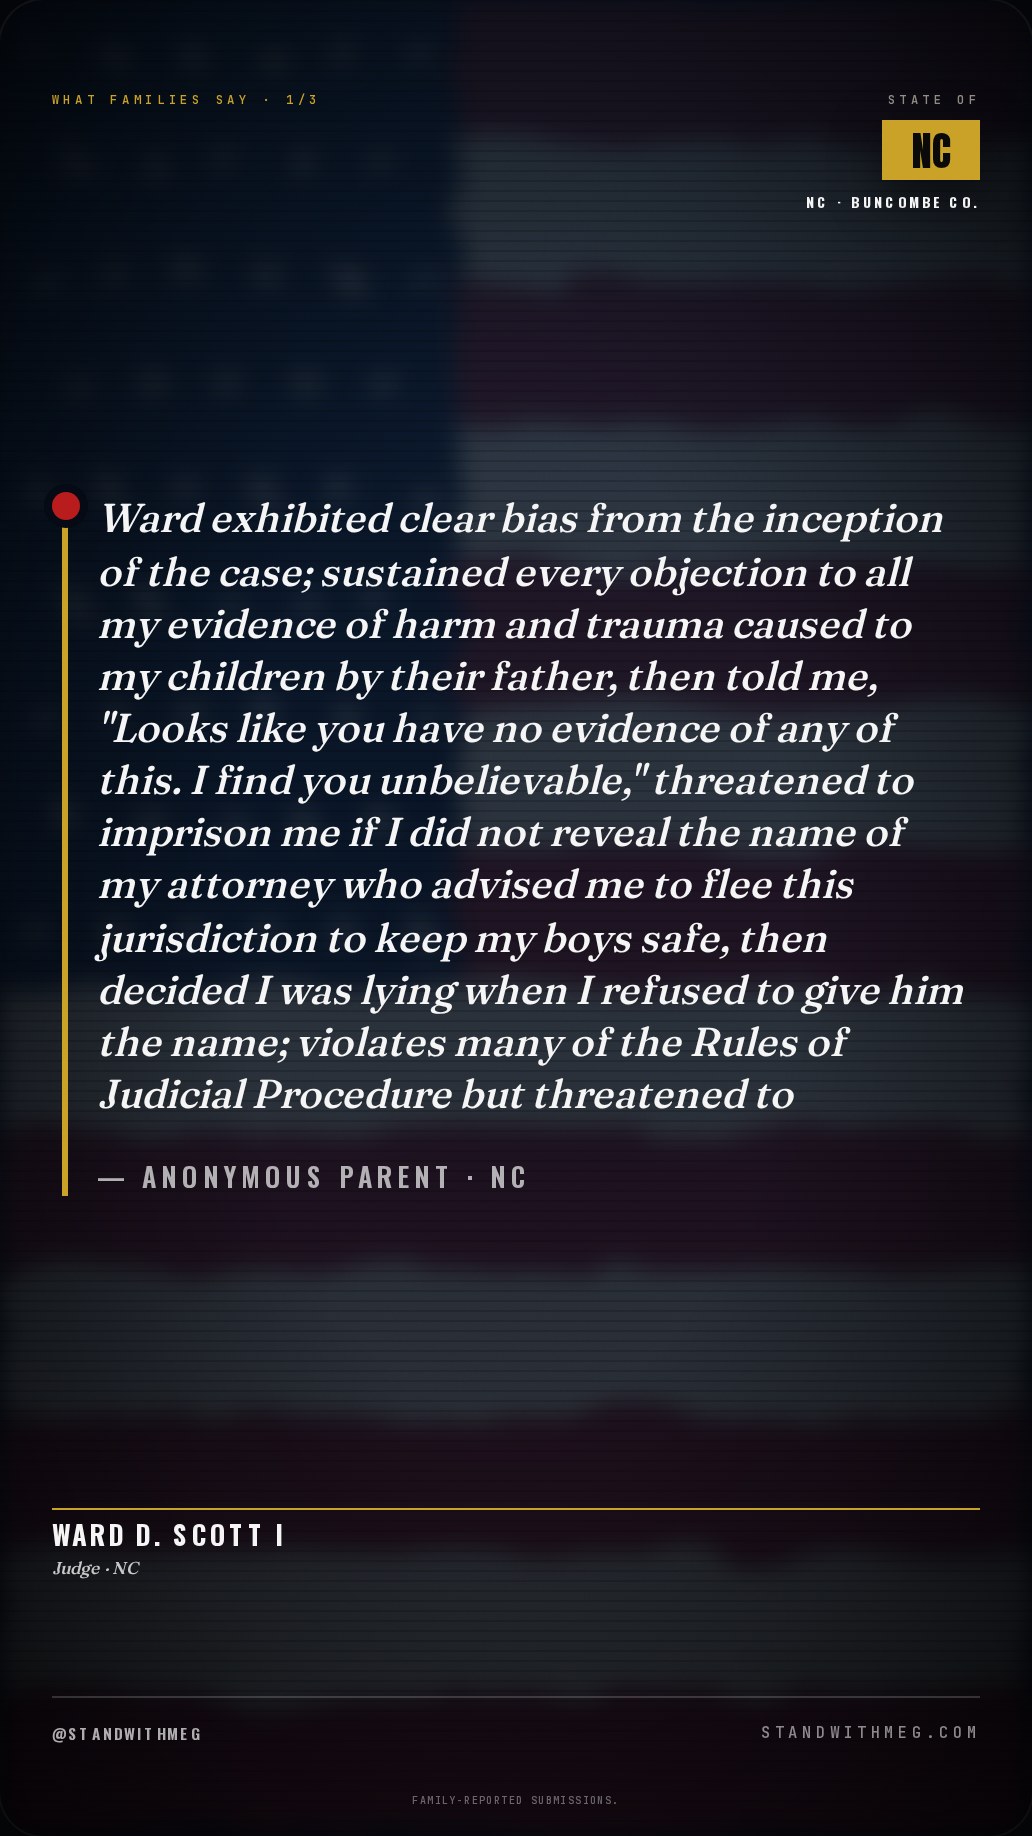 WHAT FAMILIES SAY · 1/3
STATE OF
NC
NC · BUNCOMBE CO.
Ward exhibited clear bias from the inception
of the case; sustained every objection to all
my evidence of harm and trauma caused to
my children by their father, then told me,
"Looks like you have no evidence of any of
this. I find you unbelievable," threatened to
imprison me if I did not reveal the name of
my attorney who advised me to flee this
jurisdiction to keep my boys safe, then
decided I was lying when I refused to give him
the name; violates many of the Rules of
Judicial Procedure but threatened to
— ANONYMOUS PARENT · NC
WARD D. SCOTT I
Judge · NC
@STANDWITHMEG
STANDWITHMEG.COM
FAMILY-REPORTED SUBMISSIONS.